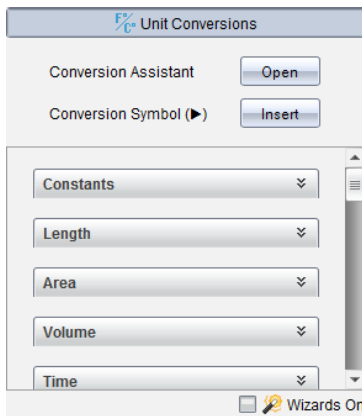 F°/C° Unit Conversions
Conversion Assistant Open
Conversion Symbol (►) Insert
Constants
Length
Area
Volume
Time
Wizards On